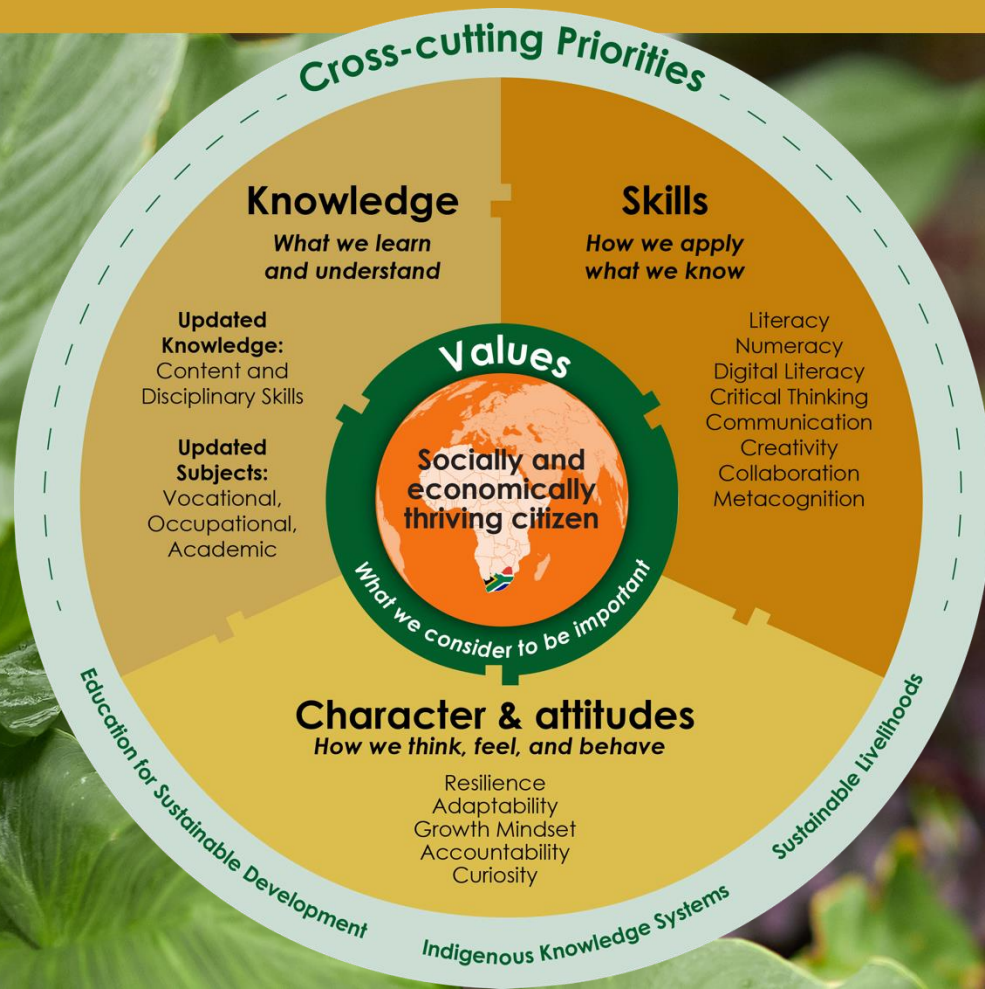 Cross-cutting Priorities
Knowledge
What we learn
and understand
Updated
Knowledge:
Content and
Disciplinary Skills
Updated
Subjects:
Vocational,
Occupational,
Academic
Skills
How we apply
what we know
Literacy
Numeracy
Digital Literacy
Critical Thinking
Communication
Creativity
Collaboration
Metacognition
Values
Socially and
economically
thriving citizen
What we consider to be important
Character & attitudes
How we think, feel, and behave
Resilience
Adaptability
Growth Mindset
Accountability
Curiosity
Education for Sustainable Development
Indigenous Knowledge Systems
Sustainable Livelihoods